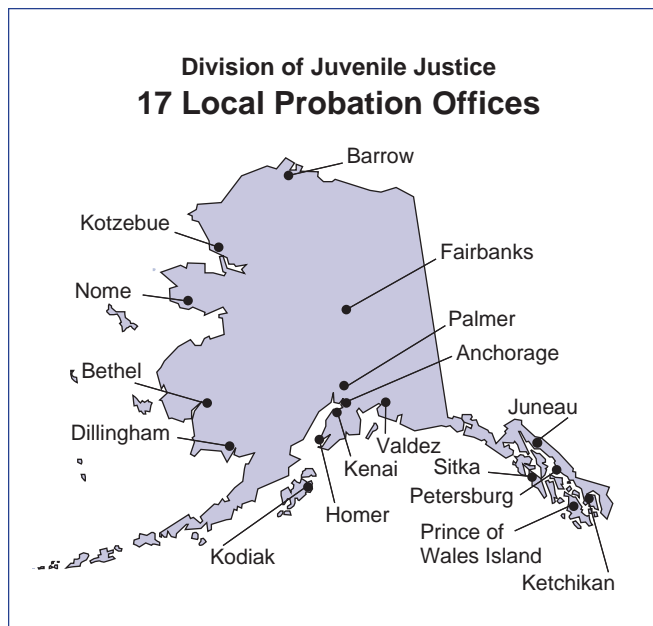 Division of Juvenile Justice
17 Local Probation Offices
Barrow
Kotzebue
Fairbanks
Nome
Palmer
Anchorage
Bethel
Juneau
Dillingham
Valdez
Kenai
Sitka
Petersburg
Homer
Prince of
Wales Island
Kodiak
Ketchikan